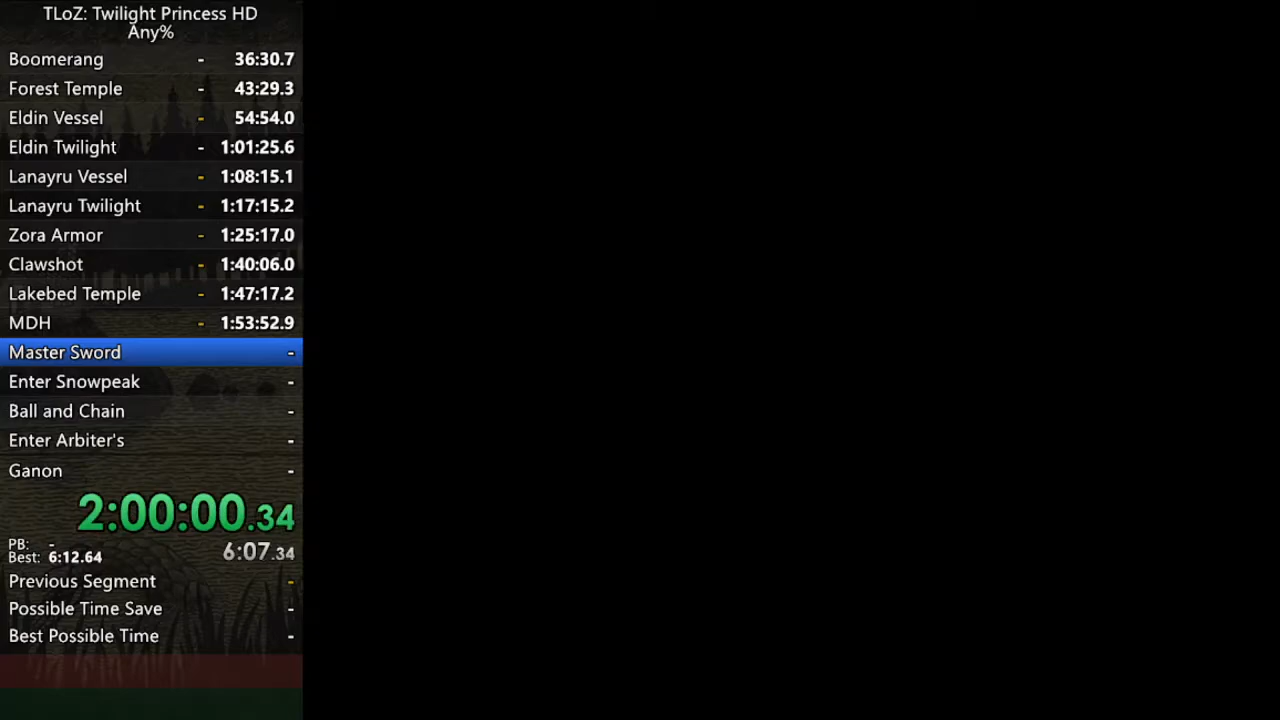 TLoZ: Twilight Princess HD
Any%
Boomerang - 36:30.7
Forest Temple - 43:29.3
Eldin Vessel - 54:54.0
Eldin Twilight - 1:01:25.6
Lanayru Vessel - 1:08:15.1
Lanayru Twilight - 1:17:15.2
Zora Armor - 1:25:17.0
Clawshot - 1:40:06.0
Lakebed Temple - 1:47:17.2
MDH - 1:53:52.9
Master Sword -
Enter Snowpeak -
Ball and Chain -
Enter Arbiter's -
Ganon -
2:00:00.34
PB: -
Best: 6:12.64 6:07.34
Previous Segment -
Possible Time Save -
Best Possible Time -